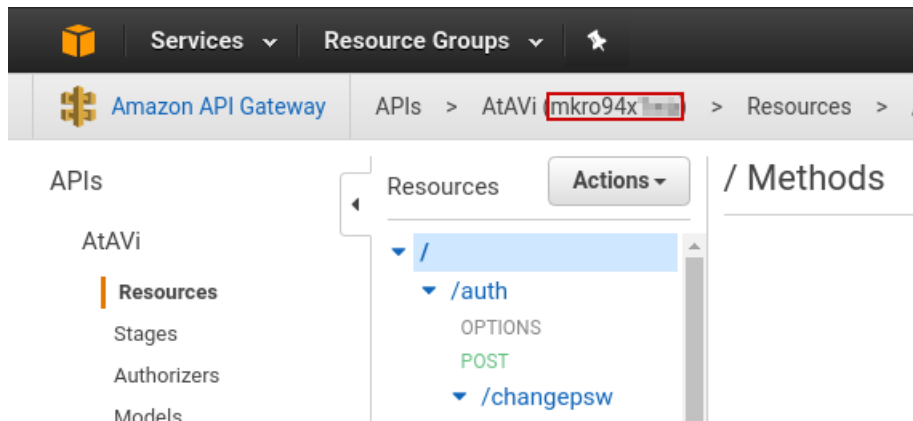 Services Resource Groups
Amazon API Gateway APIs > AtAVi (mkro94x > Resources >
APIs
Resources Actions / Methods
AtAVi
/
Resources
/auth
Stages
OPTIONS
Authorizers
POST
/changepsw
Models